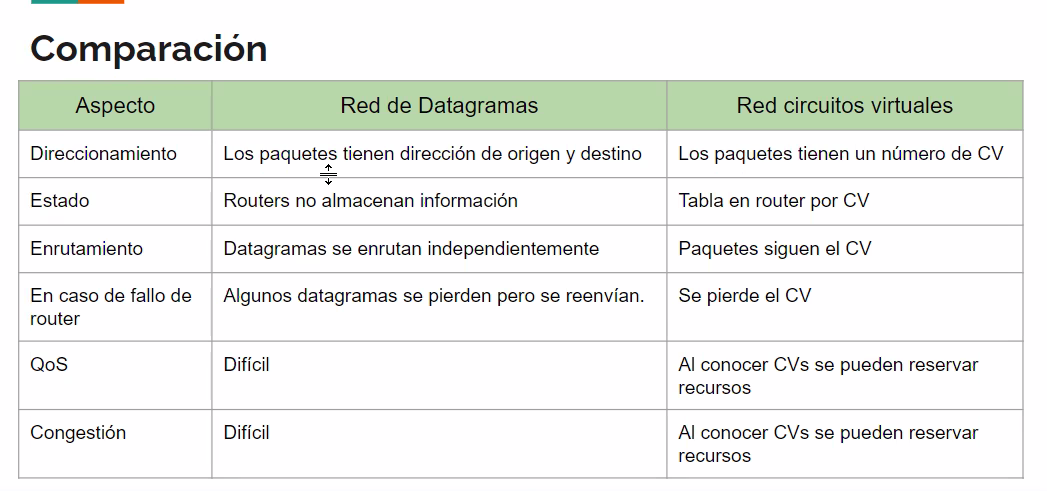 Comparación
Aspecto Red de Datagramas Red circuitos virtuales
Direccionamiento Los paquetes tienen dirección de origen y destino Los paquetes tienen un número de CV
Estado Routers no almacenan información Tabla en router por CV
Enrutamiento Datagramas se enrutan independientemente Paquetes siguen el CV
En caso de fallo de
router
Algunos datagramas se pierden pero se reenvían.
Se pierde el CV
QoS Difícil Al conocer CVs se pueden reservar
recursos
Congestión Difícil Al conocer CVs se pueden reservar
recursos